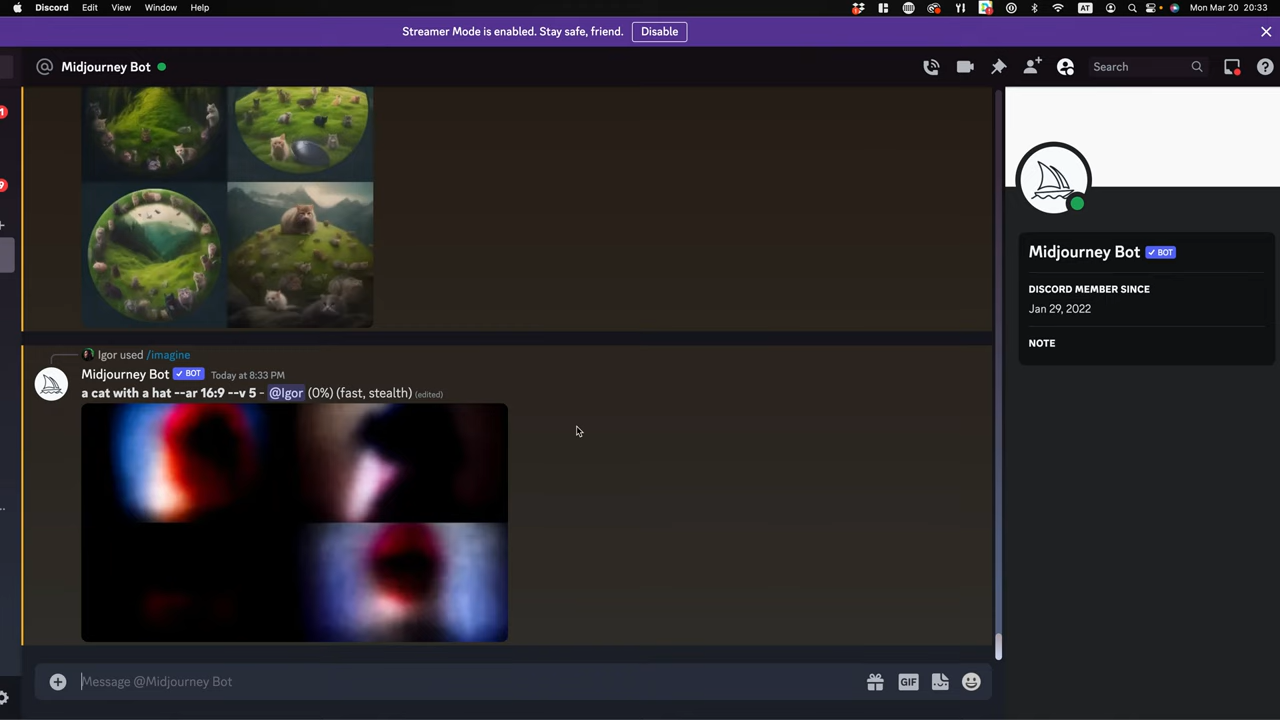 Discord Edit View Window Help
AT Mon Mar 20 20:33
Streamer Mode is enabled. Stay safe, friend. Disable
Midjourney Bot
Search
1
9
Midjourney Bot BOT
DISCORD MEMBER SINCE
Jan 29, 2022
NOTE
Igor used /imagine
Midjourney Bot BOT Today at 8:33 PM
a cat with a hat --ar 16:9 --v 5 - @Igor (0%) (fast, stealth) (edited)
Message @Midjourney Bot
GIF